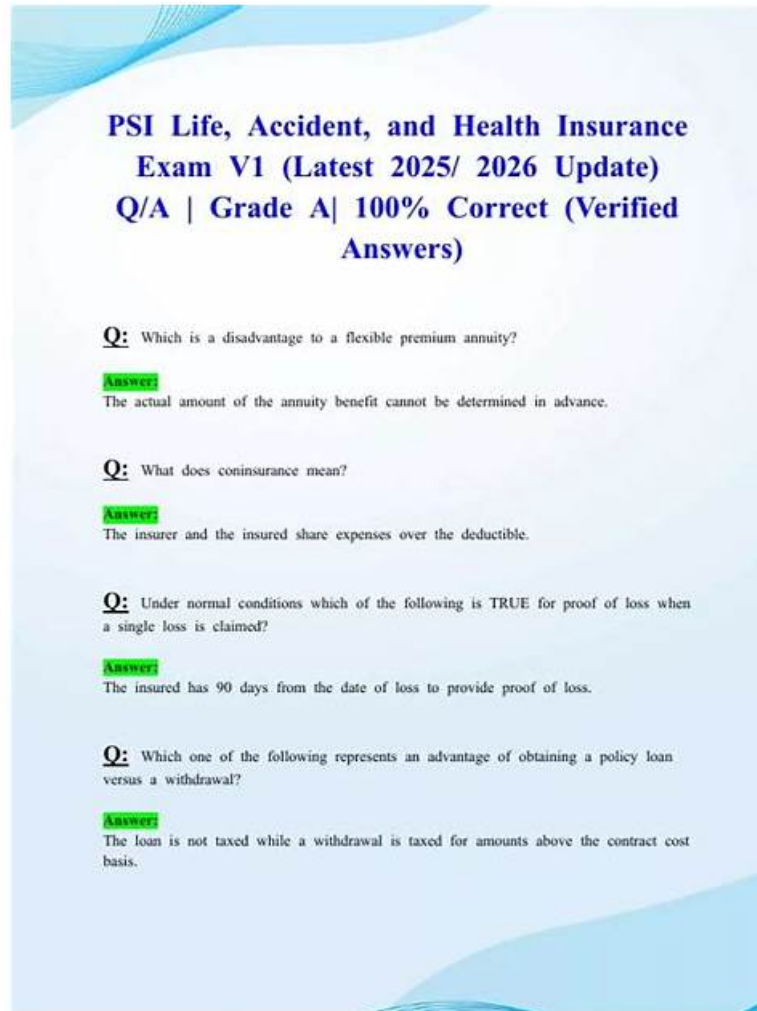 PSI Life, Accident, and Health Insurance
Exam V1 (Latest 2025/ 2026 Update)
Q/A | Grade A| 100% Correct (Verified
Answers)
Q: Which is a disadvantage to a flexible premium annuity?
Answer:
The actual amount of the annuity benefit cannot be determined in advance.
Q: What does coninsurance mean?
Answer:
The insurer and the insured share expenses over the deductible.
Q: Under normal conditions which of the following is TRUE for proof of loss when
a single loss is claimed?
Answer:
The insured has 90 days from the date of loss to provide proof of loss.
Q: Which one of the following represents an advantage of obtaining a policy loan
versus a withdrawal?
Answer:
The loan is not taxed while a withdrawal is taxed for amounts above the contract cost
basis.